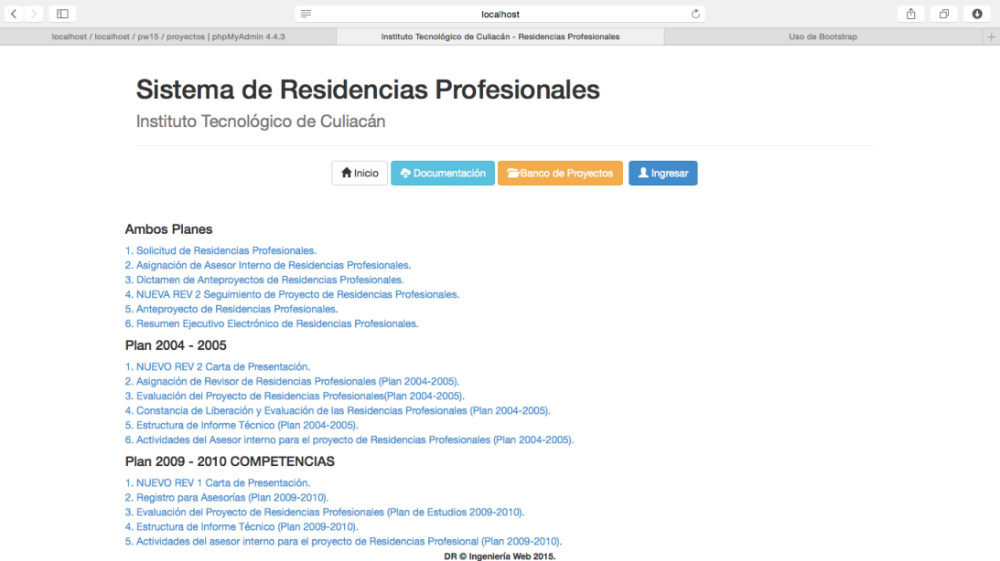 localhost
localhost / localhost / pw15 / proyectos | phpMyAdmin 4.4.3
Instituto Tecnológico de Culiacán - Residencias Profesionales
Uso de Bootstrap
Sistema de Residencias Profesionales
Instituto Tecnológico de Culiacán
Inicio
Documentación
Banco de Proyectos
Ingresar
Ambos Planes
1. Solicitud de Residencias Profesionales.
2. Asignación de Asesor Interno de Residencias Profesionales.
3. Dictamen de Anteproyectos de Residencias Profesionales.
4. NUEVA REV 2 Seguimiento de Proyecto de Residencias Profesionales.
5. Anteproyecto de Residencias Profesionales.
6. Resumen Ejecutivo Electrónico de Residencias Profesionales.
Plan 2004 - 2005
1. NUEVO REV 2 Carta de Presentación.
2. Asignación de Revisor de Residencias Profesionales (Plan 2004-2005).
3. Evaluación del Proyecto de Residencias Profesionales(Plan 2004-2005).
4. Constancia de Liberación y Evaluación de las Residencias Profesionales (Plan 2004-2005).
5. Estructura de Informe Técnico (Plan 2004-2005).
6. Actividades del Asesor interno para el proyecto de Residencias Profesionales (Plan 2004-2005).
Plan 2009 - 2010 COMPETENCIAS
1. NUEVO REV 1 Carta de Presentación.
2. Registro para Asesorías (Plan 2009-2010).
3. Evaluación del Proyecto de Residencias Profesionales (Plan de Estudios 2009-2010).
4. Estructura de Informe Técnico (Plan 2009-2010).
5. Actividades del asesor interno para el proyecto de Residencias Profesional (Plan 2009-2010).
DR © Ingeniería Web 2015.